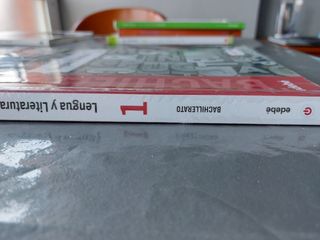 Lengua y Literatura
1
BACHILLERATO
edebé